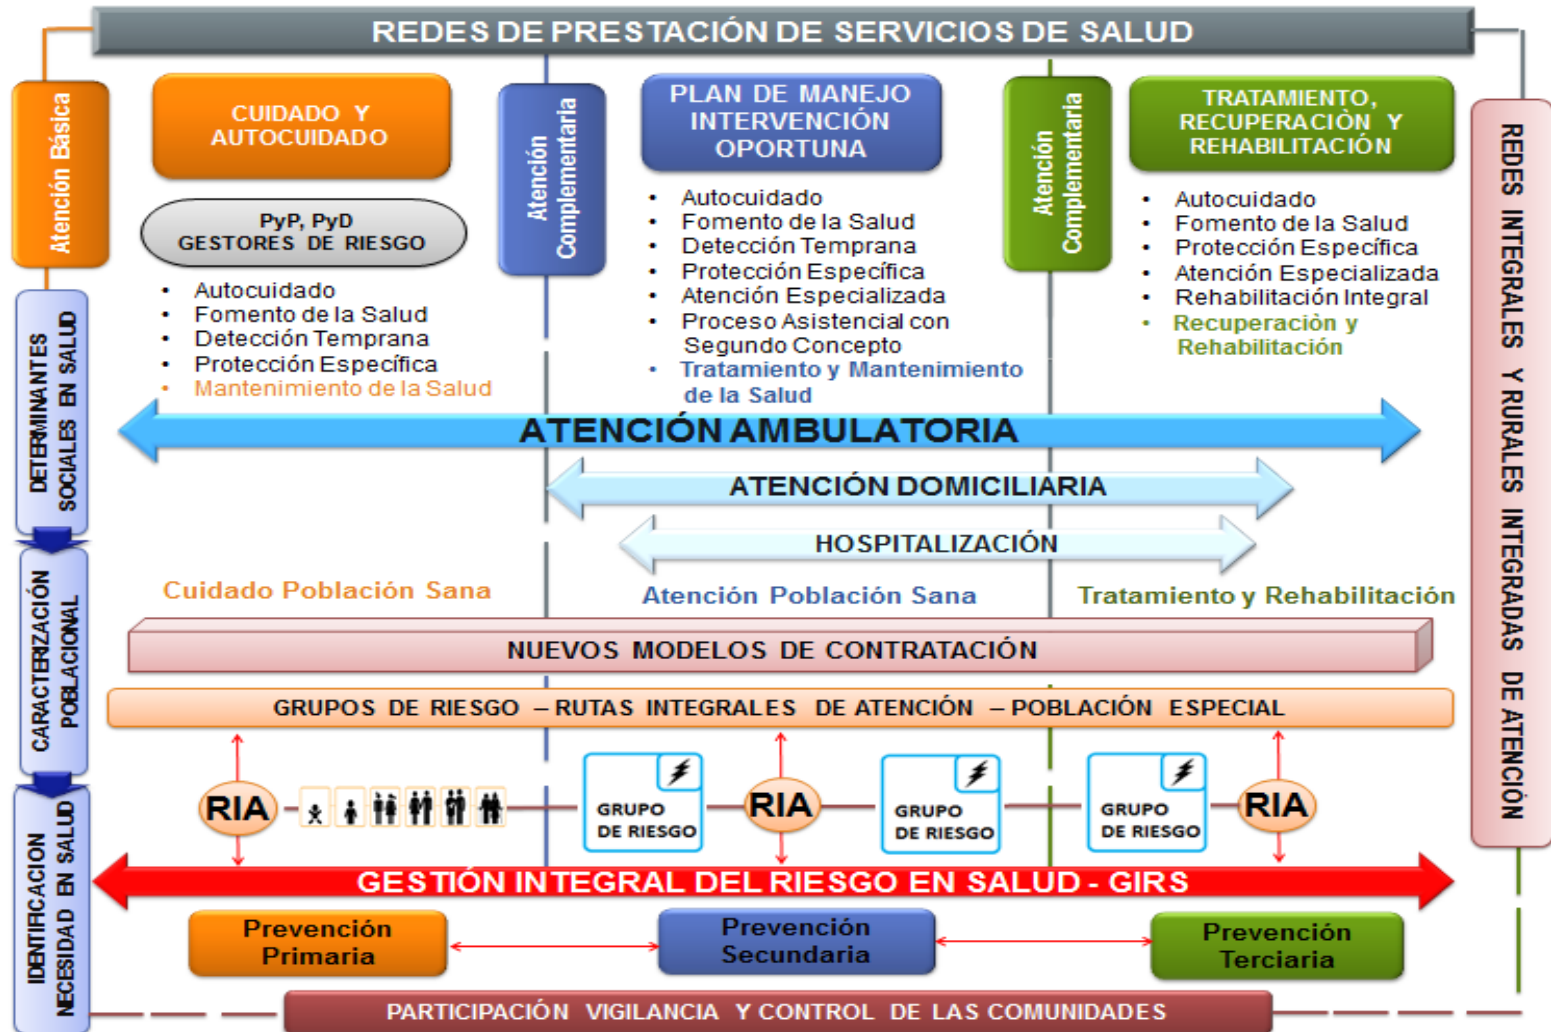 REDES DE PRESTACIÓN DE SERVICIOS DE SALUD
Atención Básica
CUIDADO Y
AUTOCUIDADO
PyP, PyD
GESTORES DE RIESGO
• Autocuidado
• Fomento de la Salud
• Detección Temprana
• Protección Específica
• Mantenimiento de la Salud
Atención
Complementaria
PLAN DE MANEJO
INTERVENCIÓN
OPORTUNA
• Autocuidado
• Fomento de la Salud
• Detección Temprana
• Protección Específica
• Atención Especializada
• Proceso Asistencial con
Segundo Concepto
• Tratamiento y Mantenimiento
de la Salud
Atención
Complementaria
TRATAMIENTO,
RECUPERACIÒN Y
REHABILITACIÓN
• Autocuidado
• Fomento de la Salud
• Protección Específica
• Atención Especializada
• Rehabilitación Integral
• Recuperaciòn y
Rehabilitación
REDES INTEGRALES Y RURALES INTEGRADAS DE ATENCIÒN
DETERMINANTES
SOCIALES EN SALUD
CARACTERIZACIÓN
POBLACIONAL
IDENTIFICACION
NECESIDAD EN SALUD
ATENCIÓN AMBULATORIA
ATENCIÓN DOMICILIARIA
HOSPITALIZACIÓN
Cuidado Población Sana
Atención Población Sana
Tratamiento y Rehabilitación
NUEVOS MODELOS DE CONTRATACIÓN
GRUPOS DE RIESGO – RUTAS INTEGRALES DE ATENCIÓN – POBLACIÓN ESPECIAL
RIA
GRUPO
DE RIESGO
RIA
GRUPO
DE RIESGO
GRUPO
DE RIESGO
RIA
GESTIÓN INTEGRAL DEL RIESGO EN SALUD - GIRS
Prevención
Primaria
Prevención
Secundaria
Prevención
Terciaria
PARTICIPACIÓN VIGILANCIA Y CONTROL DE LAS COMUNIDADES